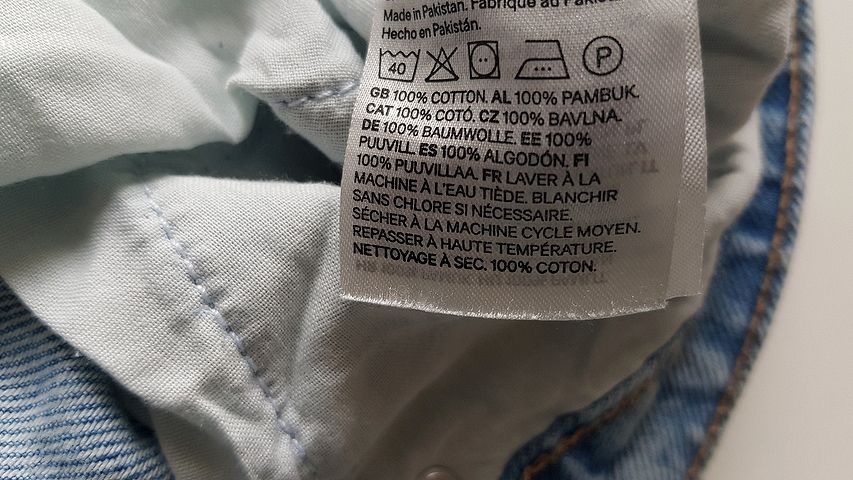 Made in Pakistan. Fabriqué au Pakistan.
Hecho en Pakistán.
40 P
GB 100% COTTON. AL 100% PAMBUK.
CAT 100% COTÓ. CZ 100% BAVLNA.
DE 100% BAUMWOLLE. EE 100%
PUUVILL. ES 100% ALGODÓN. FI
100% PUUVILLAA. FR LAVER À LA
MACHINE À L'EAU TIÈDE. BLANCHIR
SANS CHLORE SI NÉCESSAIRE.
SÉCHER À LA MACHINE CYCLE MOYEN.
REPASSER À HAUTE TEMPÉRATURE.
NETTOYAGE À SEC. 100% COTON.